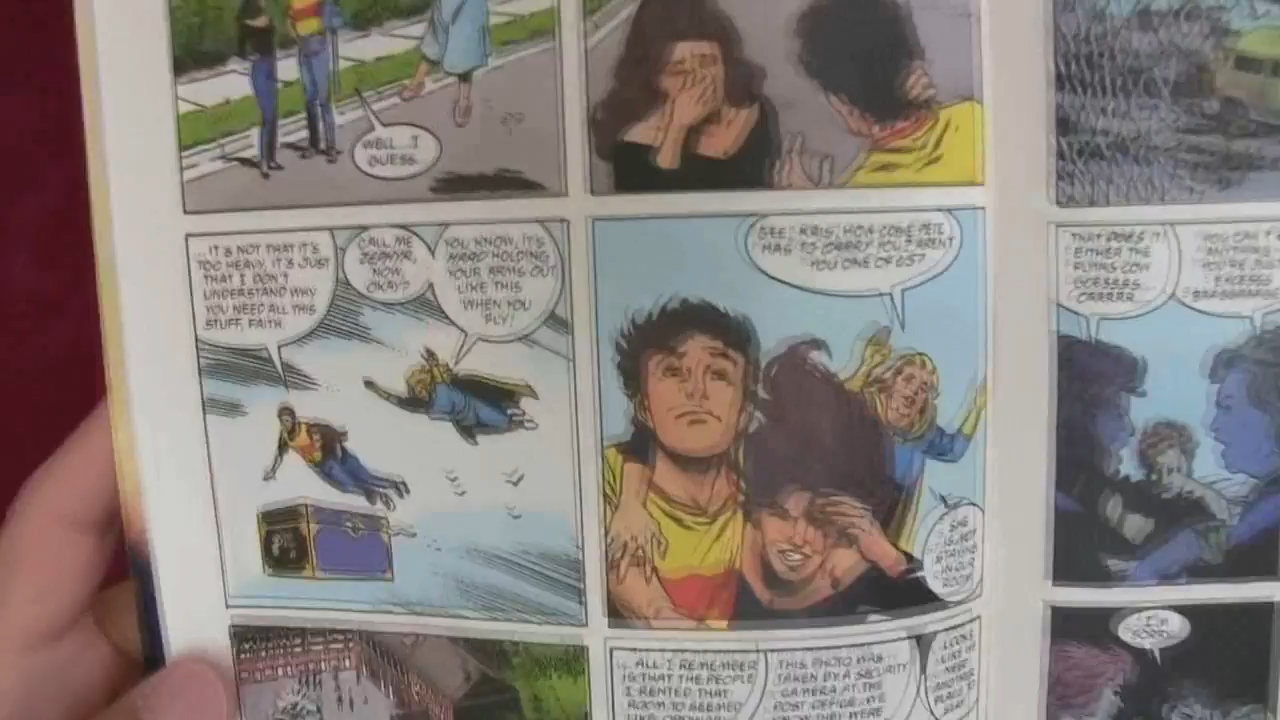 WELL...I
GUESS.
...IT'S NOT THAT IT'S
TOO HEAVY, IT'S JUST
THAT I DON'T
UNDERSTAND WHY
YOU NEED ALL THIS
STUFF, FAITH.
CALL ME
ZEPHYR,
NOW,
OKAY?
YOU KNOW, IT'S
HARD HOLDING
YOUR ARMS OUT
LIKE THIS
WHEN YOU
FLY!
GEE, KRIS, HOW COME PETE
HAS TO CARRY YOU? AREN'T
YOU ONE OF US?
SHE
IS NOT
STAYING
IN OUR
ROOM.
THAT DOES IT
EITHER THE
I'M
SORRY.
ALL I REMEMBER
IS THAT THE PEOPLE
I RENTED THAT
ROOM TO SEEMED
LIKE
THIS PHOTO WAS
TAKEN BY A SECURITY
CAMERA AT THE
POST OFFICE. WE
KNOW THEY WERE
LOOKS
LIKE WE
NEED
ANOTHER
PLACE TO
STAY.